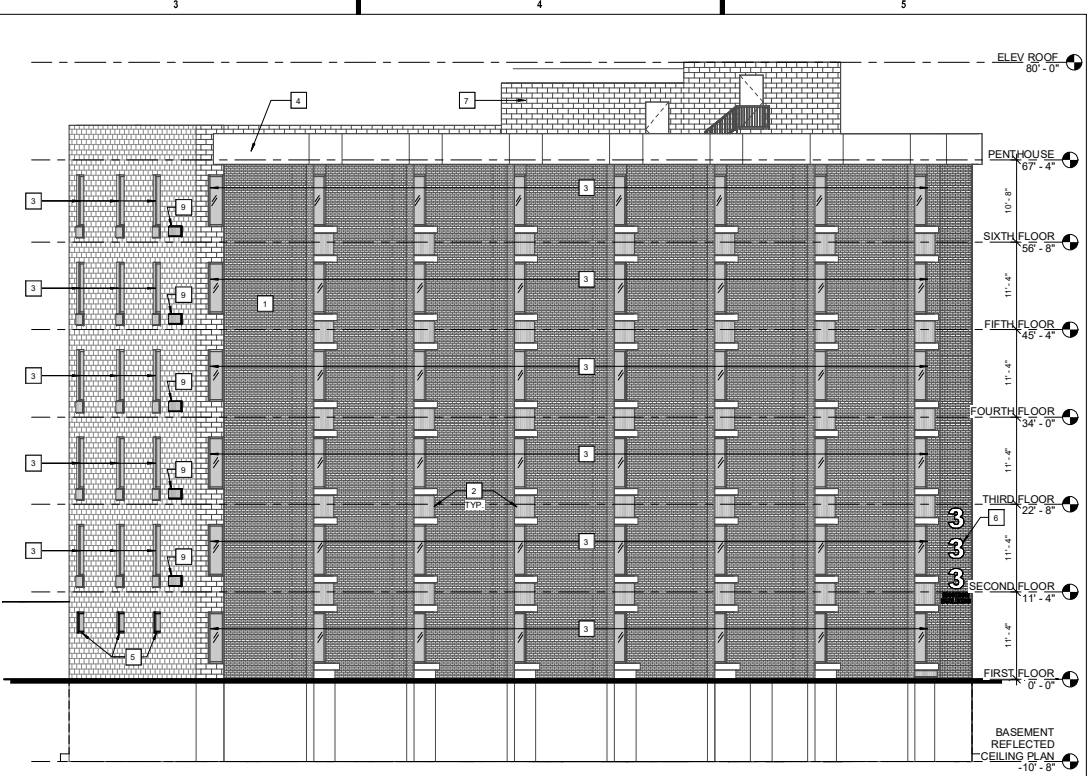 3 4 5
ELEV ROOF
80' - 0"
4
7
PENTHOUSE
67' - 4"
3
3
9
10' - 8"
SIXTH FLOOR
56' - 8"
3
3
9
1
11' - 4"
FIFTH FLOOR
45' - 4"
3
3
9
11' - 4"
FOURTH FLOOR
34' - 0"
3
3
9
11' - 4"
2
TYP.
THIRD FLOOR
22' - 8"
3
6
3
3
3
9
11' - 4"
3
SECOND FLOOR
11' - 4"
3
5
11' - 4"
FIRST FLOOR
0' - 0"
BASEMENT
REFLECTED
CEILING PLAN
-10' - 8"